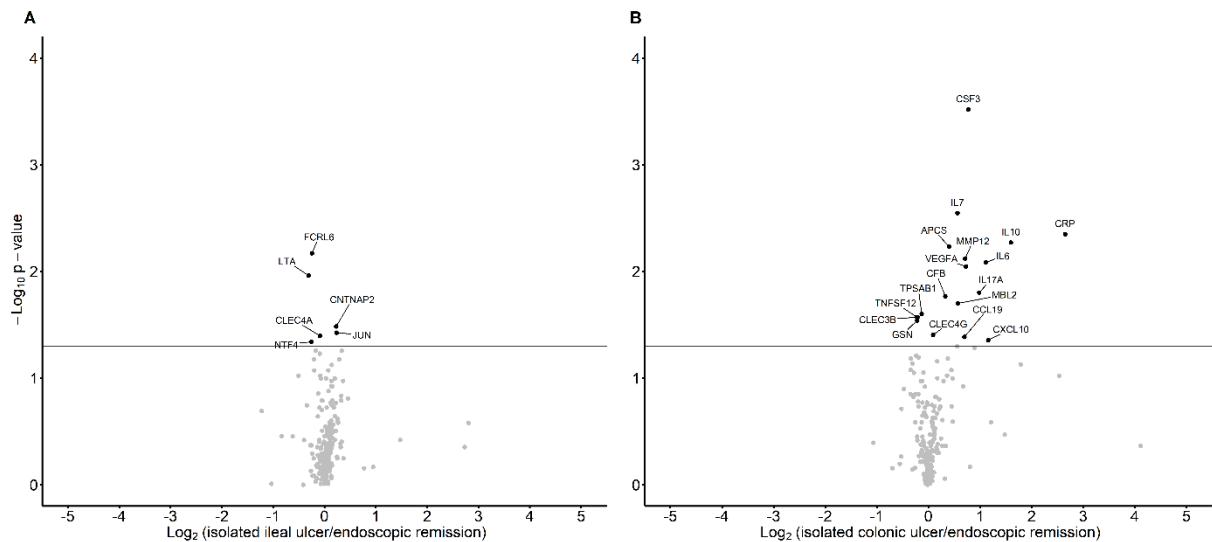 A
4
3
2
1
0
− Log10 p − value
FCRL6
LTA
CNTNAP2
CLEC4A
JUN
NTF4
-5 -4 -3 -2 -1 0 1 2 3 4 5
Log2 (isolated ileal ulcer/endoscopic remission)
B
4
3
2
1
0
CSF3
IL7
CRP
APCS
IL10
MMP12
VEGFA
IL6
CFB
IL17A
TPSAB1
MBL2
TNFSF12
CCL19
CLEC3B
CLEC4G
GSN
CXCL10
-5 -4 -3 -2 -1 0 1 2 3 4 5
Log2 (isolated colonic ulcer/endoscopic remission)